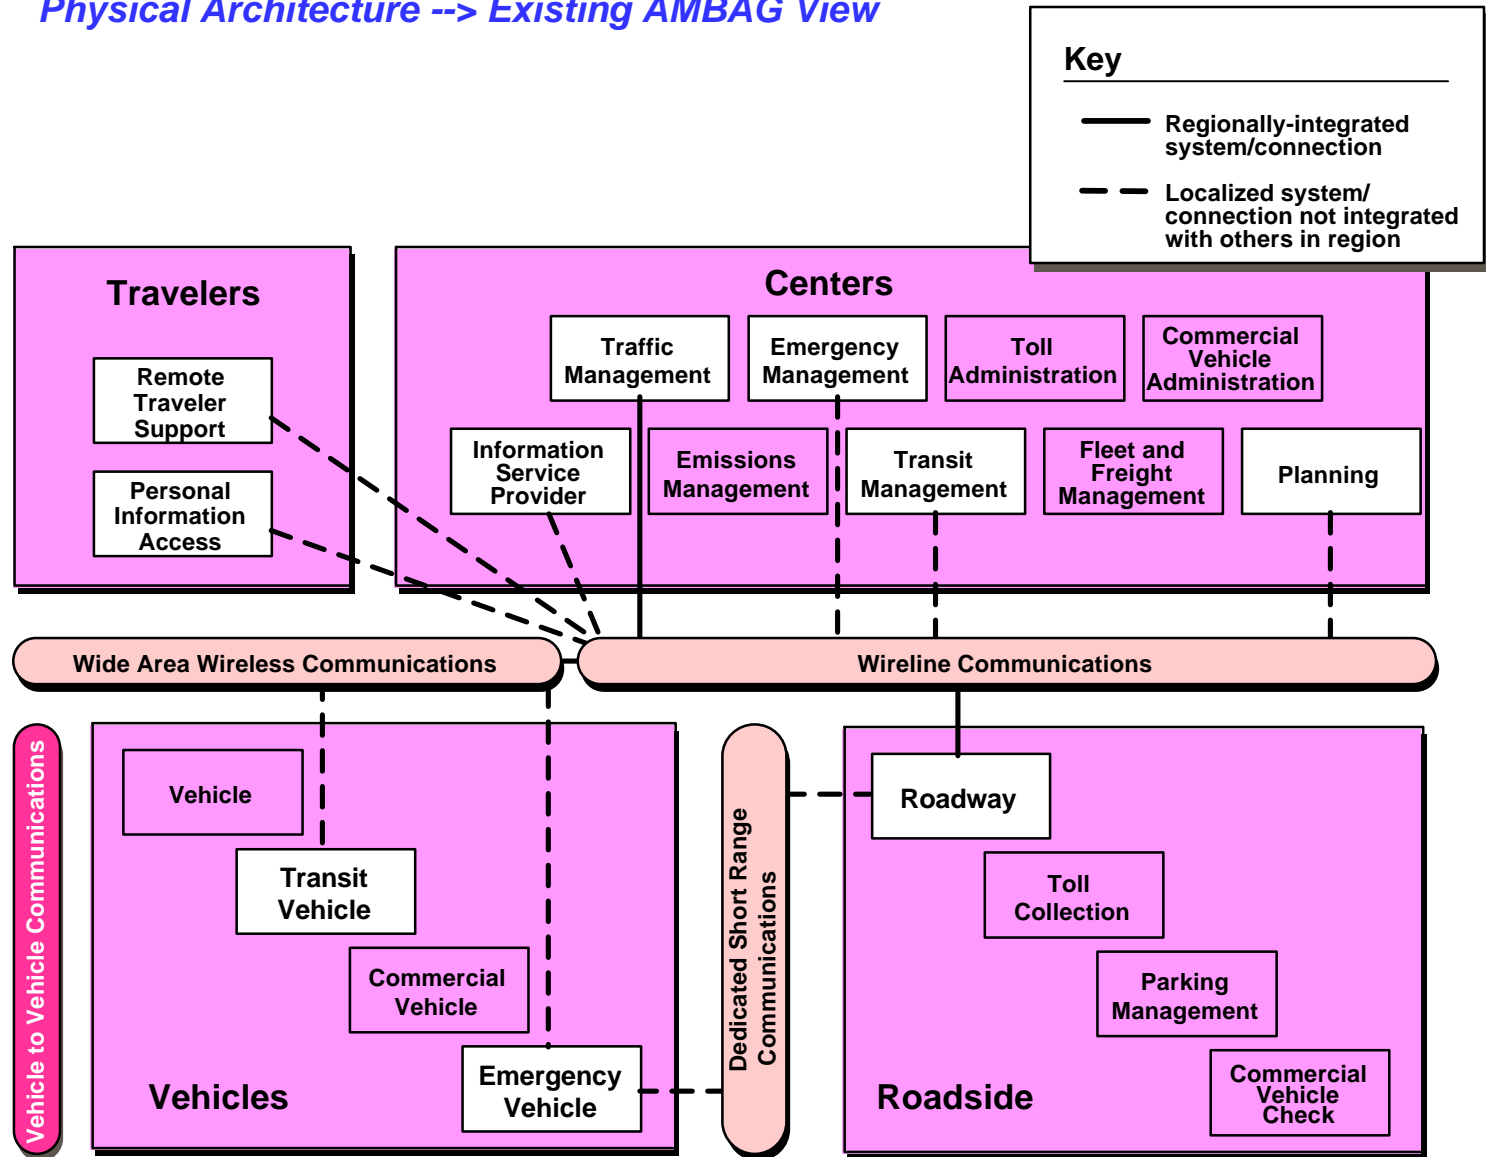 Physical Architecture --> Existing AMBAG View
Key
Regionally-integrated
system/connection
Localized system/
connection not integrated
with others in region
Travelers
Remote
Traveler
Support
Personal
Information
Access
Centers
Traffic
Management
Emergency
Management
Toll
Administration
Commercial
Vehicle
Administration
Information
Service
Provider
Emissions
Management
Transit
Management
Fleet and
Freight
Management
Planning
Wide Area Wireless Communications
Wireline Communications
Vehicle to Vehicle Communications
Vehicle
Transit
Vehicle
Commercial
Vehicle
Emergency
Vehicle
Vehicles
Dedicated Short Range
Communications
Roadway
Toll
Collection
Parking
Management
Commercial
Vehicle
Check
Roadside